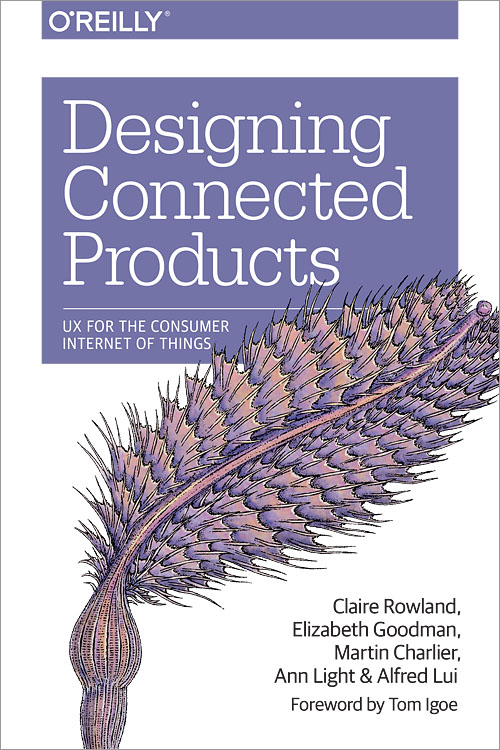 O'REILLY®
Designing
Connected
Products
UX FOR THE CONSUMER
INTERNET OF THINGS
Claire Rowland,
Elizabeth Goodman,
Martin Charlier,
Ann Light & Alfred Lui
Foreword by Tom Igoe